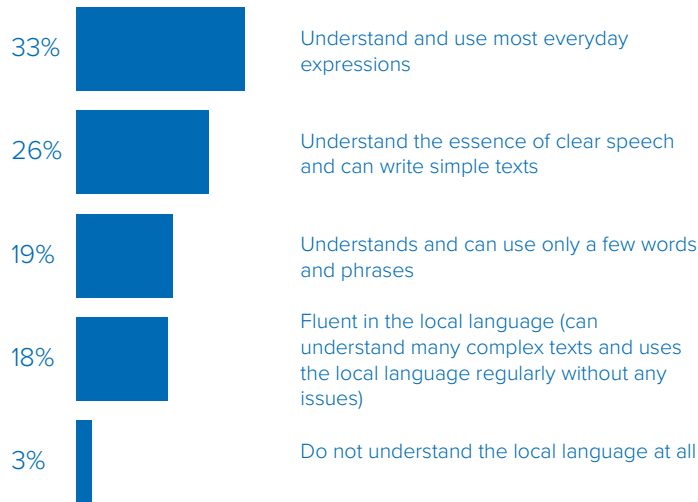 33%
Understand and use most everyday
expressions
26%
Understand the essence of clear speech
and can write simple texts
19%
Understands and can use only a few words
and phrases
18%
Fluent in the local language (can
understand many complex texts and uses
the local language regularly without any
issues)
3%
Do not understand the local language at all